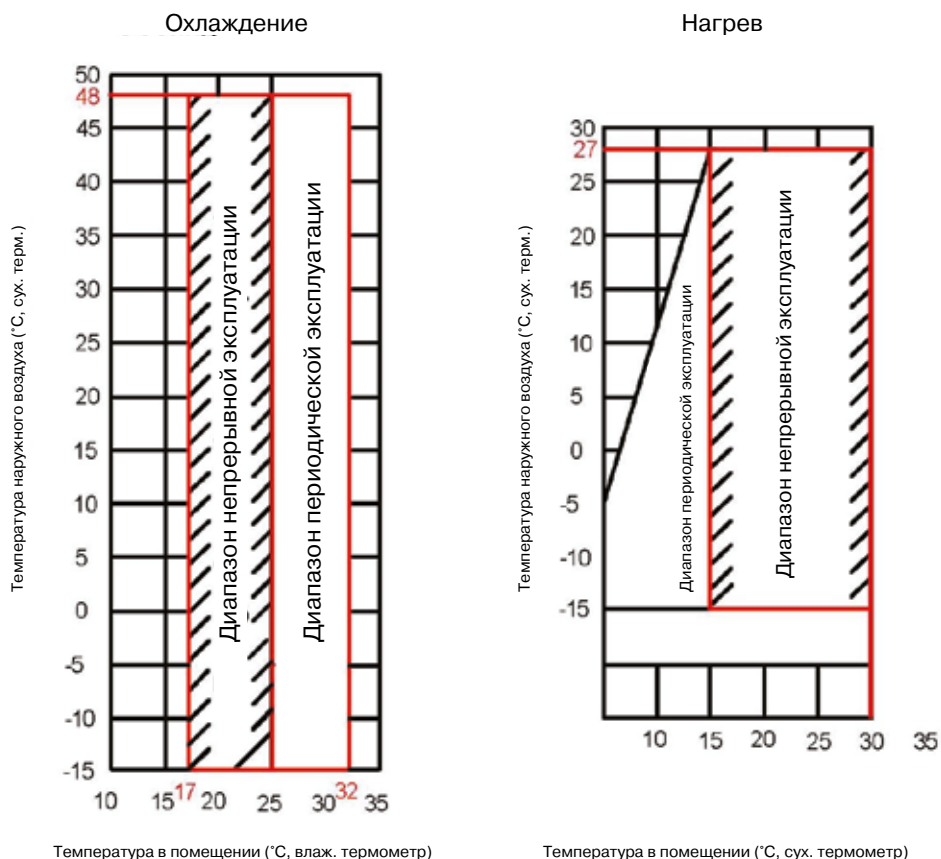 Охлаждение
50
48
45
40
35
30
25
20
15
10
5
0
-5
-10
-15
10 15 17 20 25 30 32 35
Температура наружного воздуха (˚C, сух. терм.)
Диапазон непрерывной эксплуатации
Диапазон периодической эксплуатации
Температура в помещении (˚C, влаж. термометр)
Нагрев
30
27
25
20
15
10
5
0
-5
-10
-15
10 15 20 25 30 35
Температура наружного воздуха (˚C, сух. терм.)
Диапазон периодической эксплуатации
Диапазон непрерывной эксплуатации
Температура в помещении (˚C, сух. термометр)